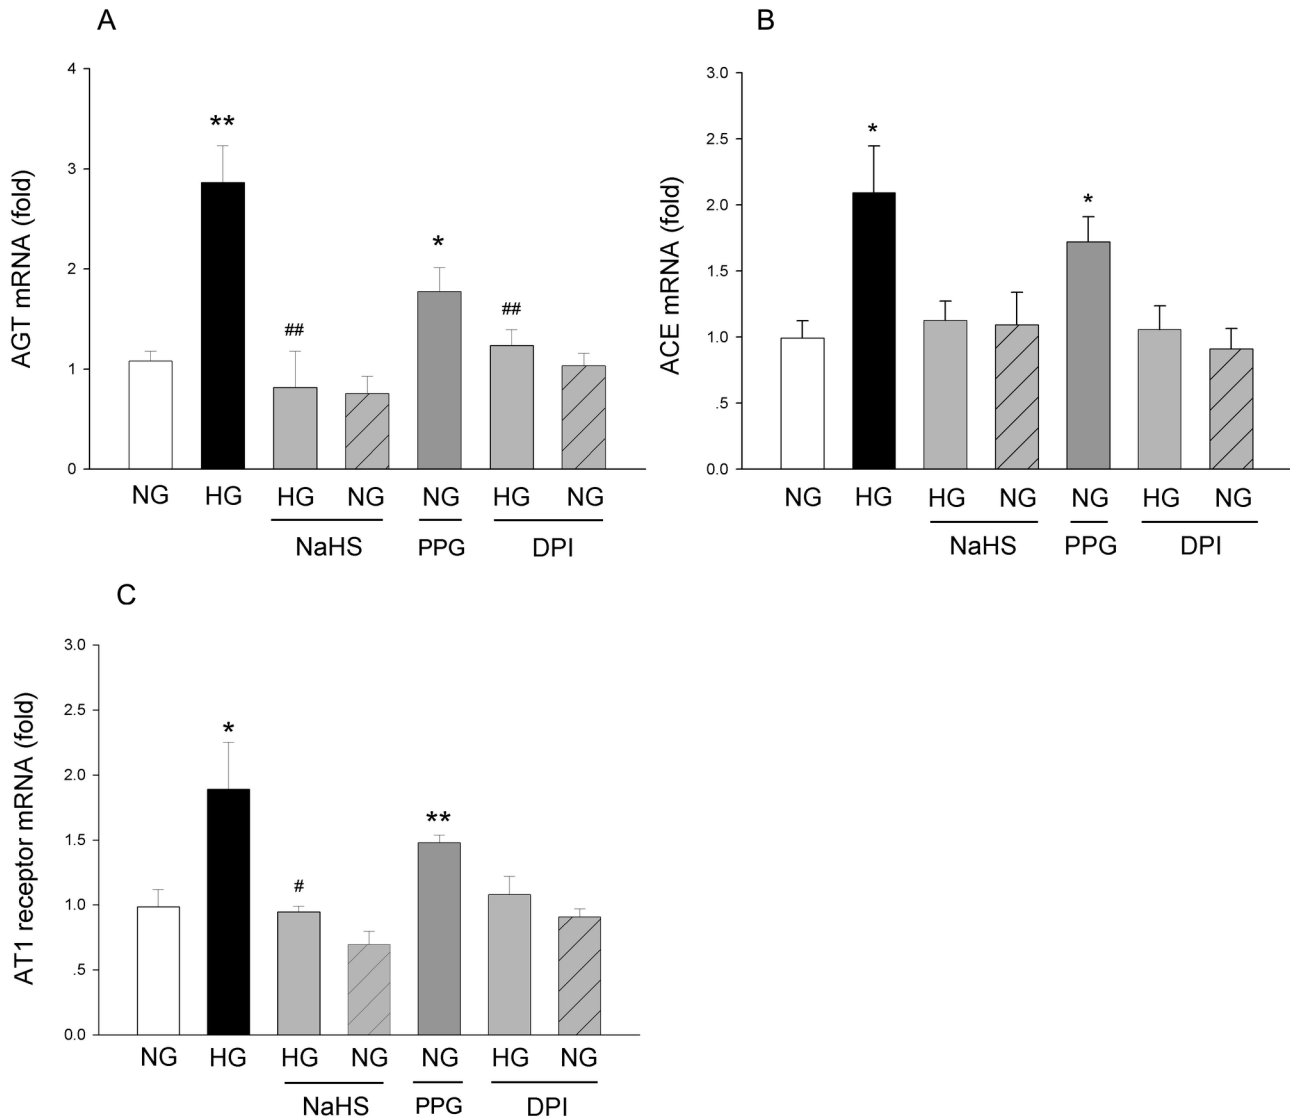 A
AGT mRNA (fold)
4
3
2
1
0
**
##
*
##
NG HG HG NG NG HG NG
NaHS PPG DPI
B
ACE mRNA (fold)
3.0
2.5
2.0
1.5
1.0
.5
0.0
*
*
NG HG HG NG NG HG NG
NaHS PPG DPI
C
AT1 receptor mRNA (fold)
3.0
2.5
2.0
1.5
1.0
.5
0.0
*
#
**
NG HG HG NG NG HG NG
NaHS PPG DPI